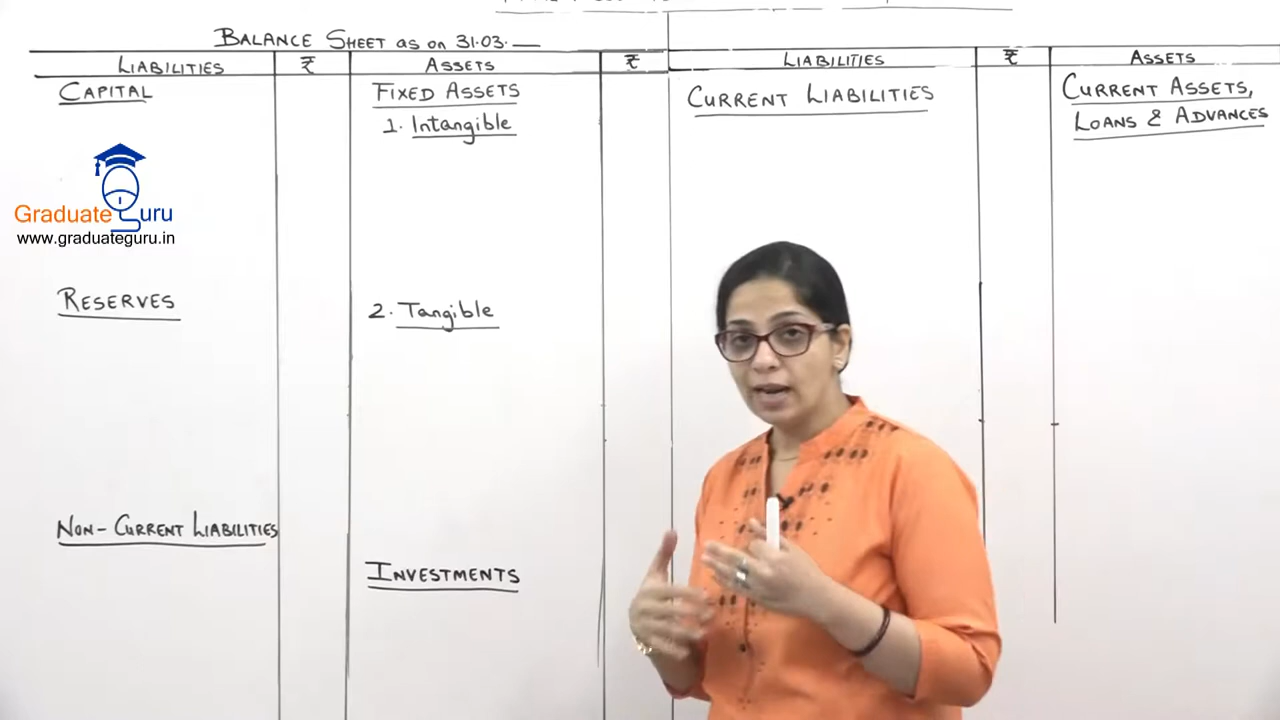 BALANCE SHEET as on 31.03.
LIABILITIES ₹ ASSETS ₹ LIABILITIES ₹ ASSETS
CAPITAL
FIXED ASSETS
1. Intangible
RESERVES
2. Tangible
NON-CURRENT LIABILITIES
INVESTMENTS
CURRENT LIABILITIES
CURRENT ASSETS,
LOANS & ADVANCES
Graduate Guru
www.graduateguru.in